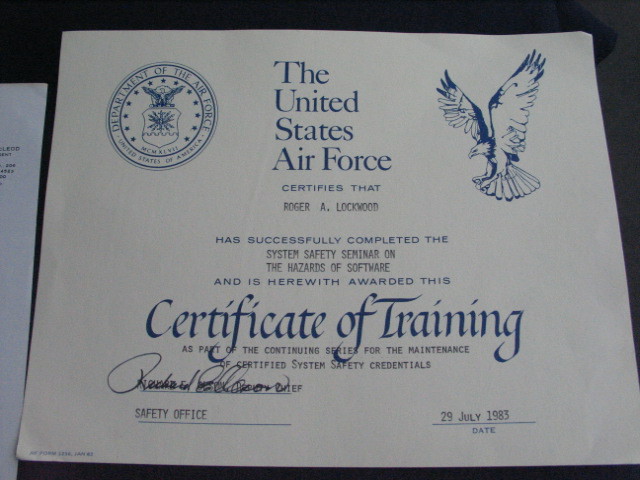 DEPARTMENT OF THE AIR FORCE
MCMXLVII
UNITED STATES OF AMERICA
The
United
States
Air Force
CERTIFIES THAT
ROGER A. LOCKWOOD
HAS SUCCESSFULLY COMPLETED THE
SYSTEM SAFETY SEMINAR ON
THE HAZARDS OF SOFTWARE
AND IS HEREWITH AWARDED THIS
Certificate of Training
AS PART OF THE CONTINUING SERIES FOR THE MAINTENANCE
OF CERTIFIED SYSTEM SAFETY CREDENTIALS
CHIEF
SAFETY OFFICE
29 JULY 1983
DATE